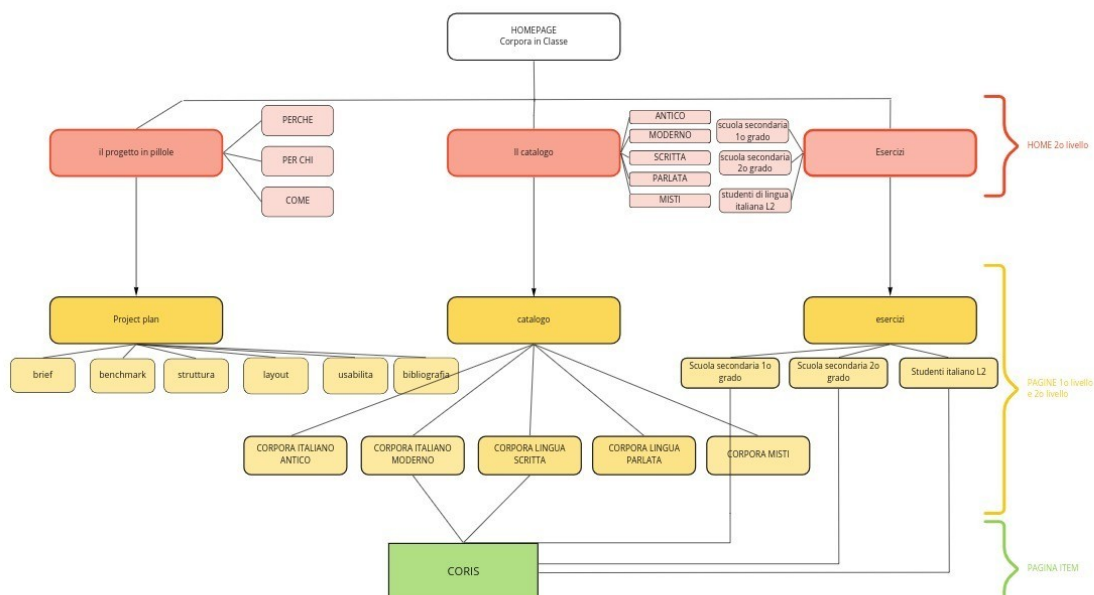 HOMEPAGE
Corpora in Classe
il progetto in pillole
PERCHE
PER CHI
COME
Il catalogo
ANTICO
MODERNO
SCRITTA
PARLATA
MISTI
scuola secondaria
1o grado
scuola secondaria
2o grado
studenti di lingua
italiana L2
Esercizi
HOME 2o livello
Project plan
catalogo
esercizi
brief
benchmark
struttura
layout
usabilita
bibliografia
Scuola secondaria 1o
grado
Scuola secondaria 2o
grado
Studenti italiano L2
PAGINE 1o livello
e 2o livello
CORPORA ITALIANO
ANTICO
CORPORA ITALIANO
MODERNO
CORPORA LINGUA
SCRITTA
CORPORA LINGUA
PARLATA
CORPORA MISTI
CORIS
PAGINA ITEM